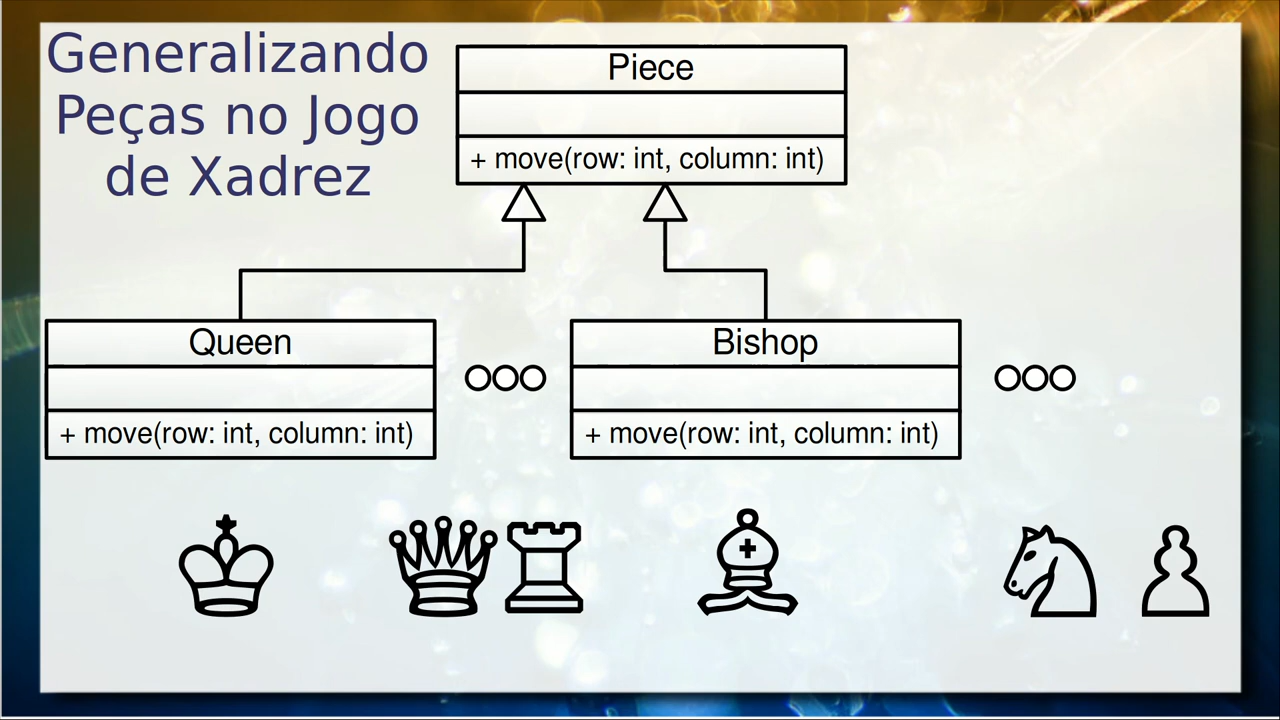 Generalizando
Peças no Jogo
de Xadrez
Piece
+ move(row: int, column: int)
Queen
+ move(row: int, column: int)
Bishop
+ move(row: int, column: int)